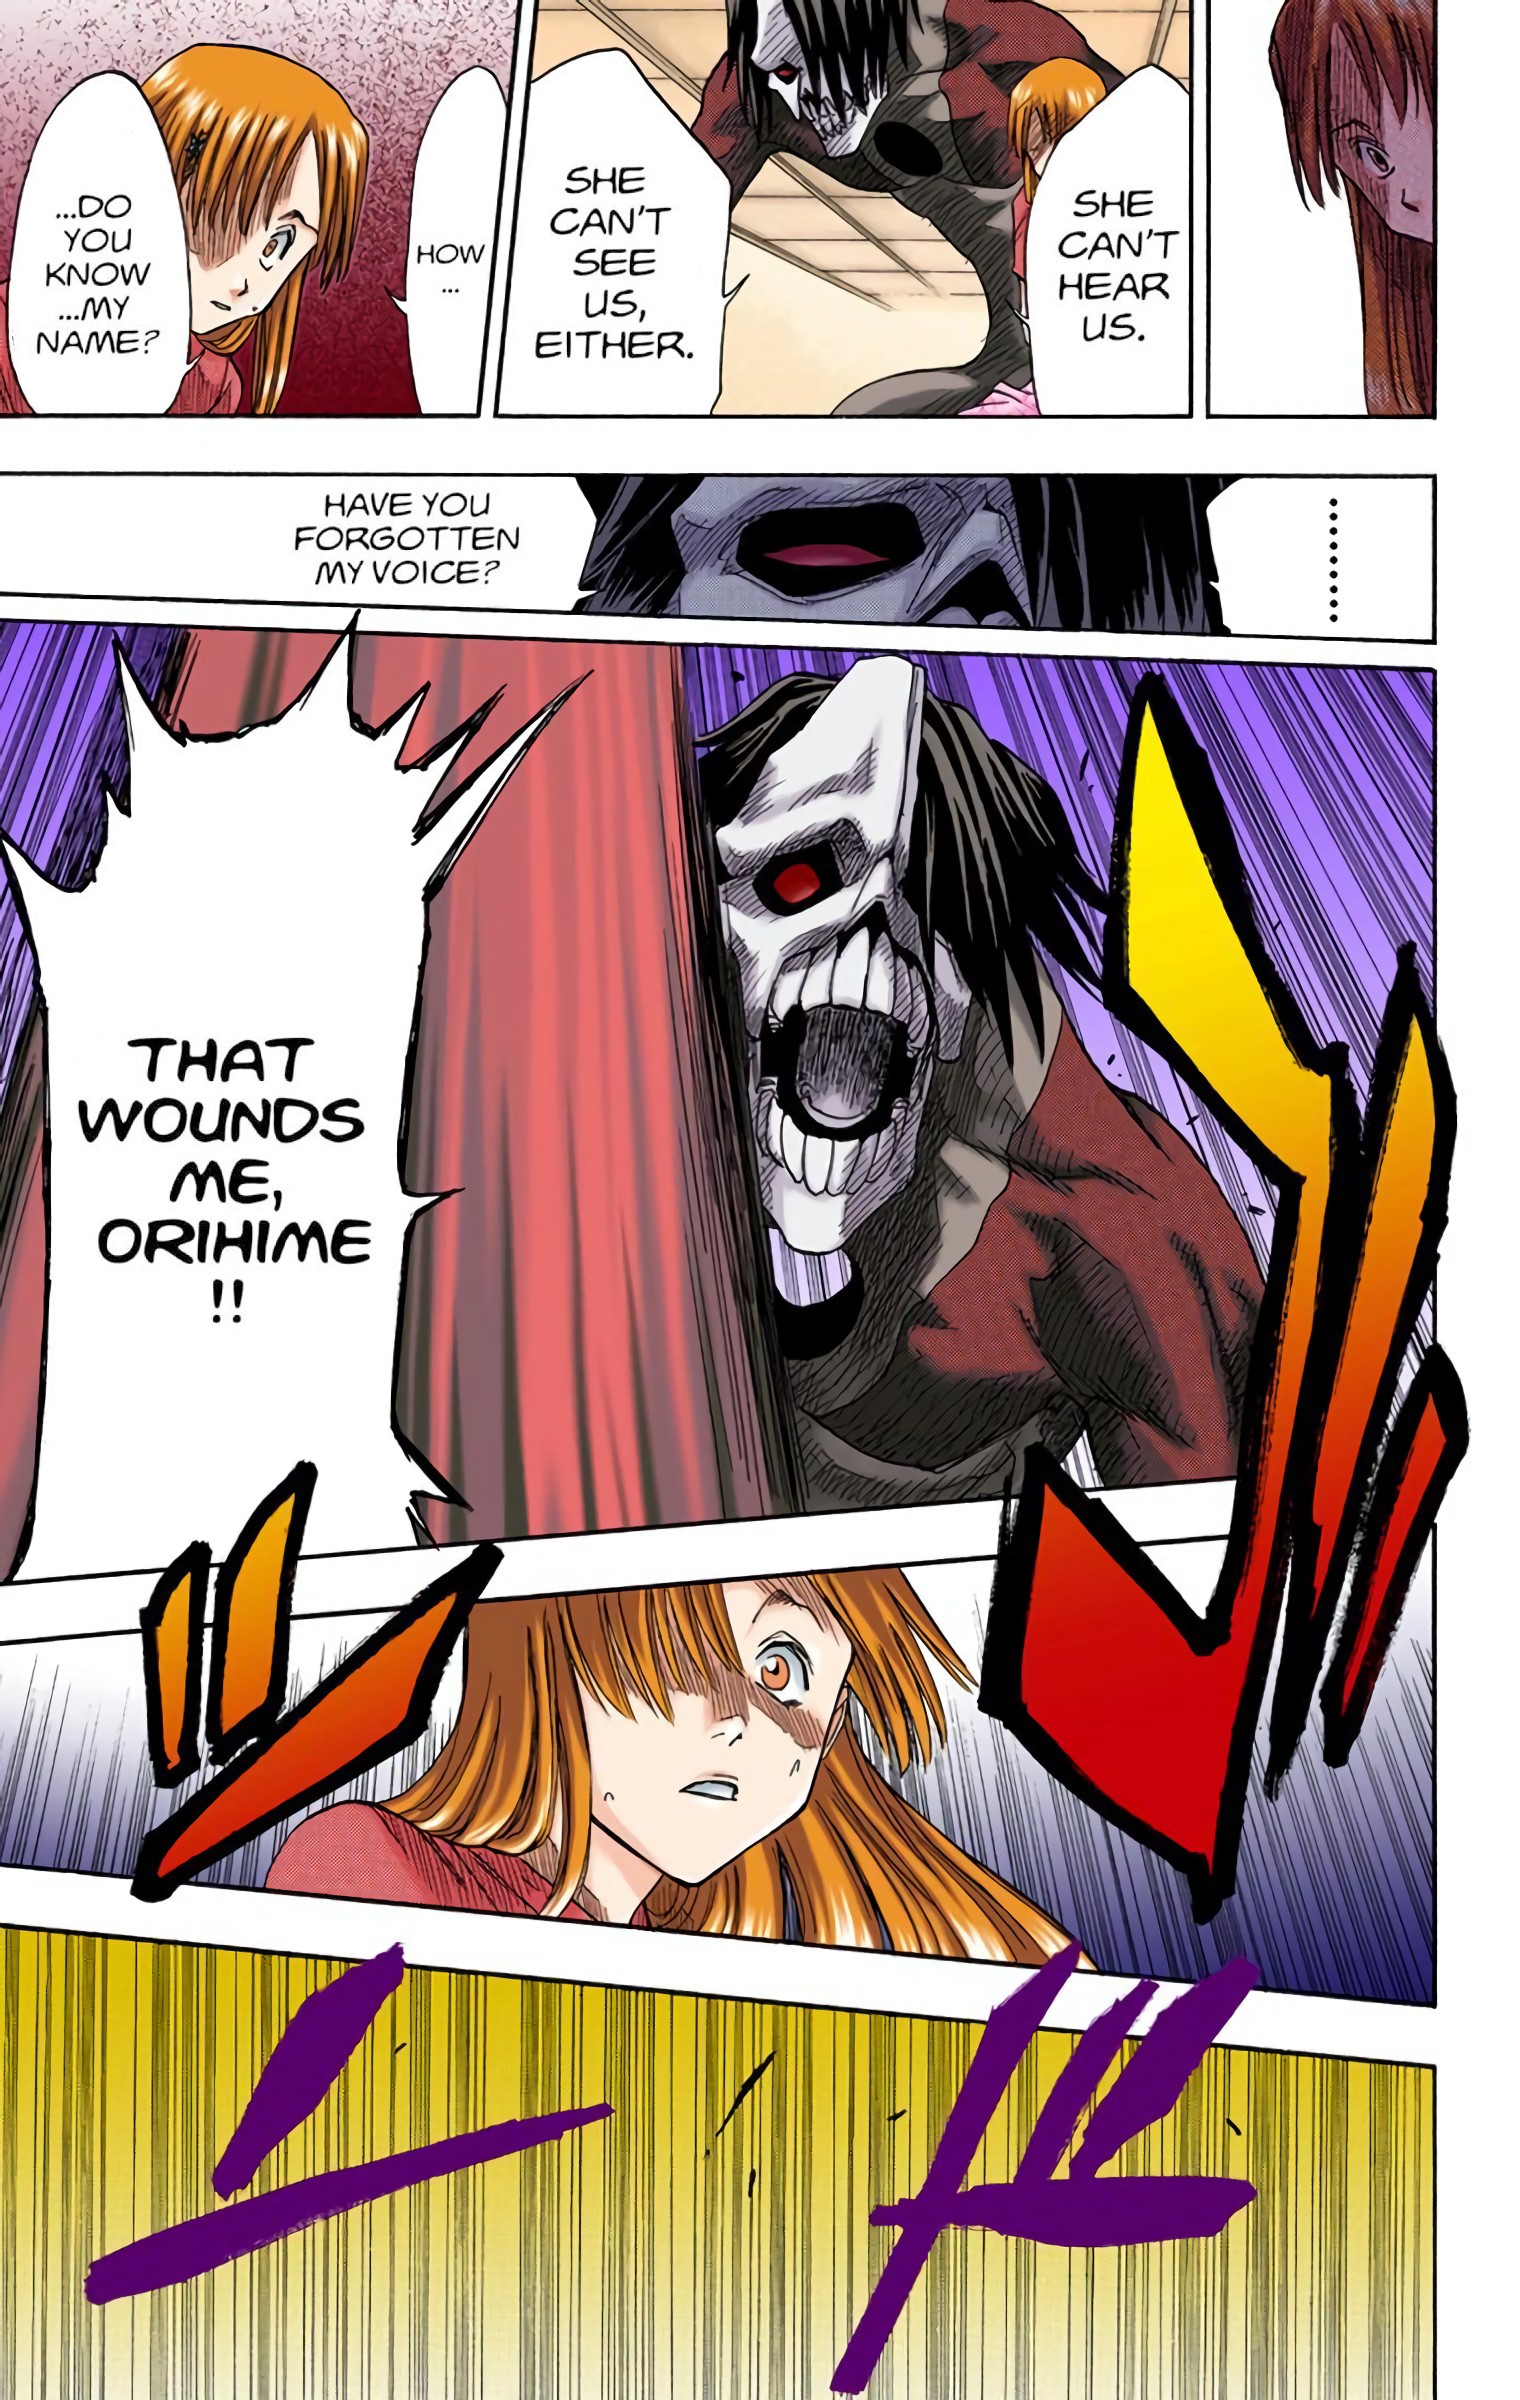 SHE
CAN'T
HEAR
US.
SHE
CAN'T
SEE
US,
EITHER.
HOW
...
...DO
YOU
KNOW
...MY
NAME?
.........
HAVE YOU
FORGOTTEN
MY VOICE?
THAT
WOUNDS
ME,
ORIHIME
!!